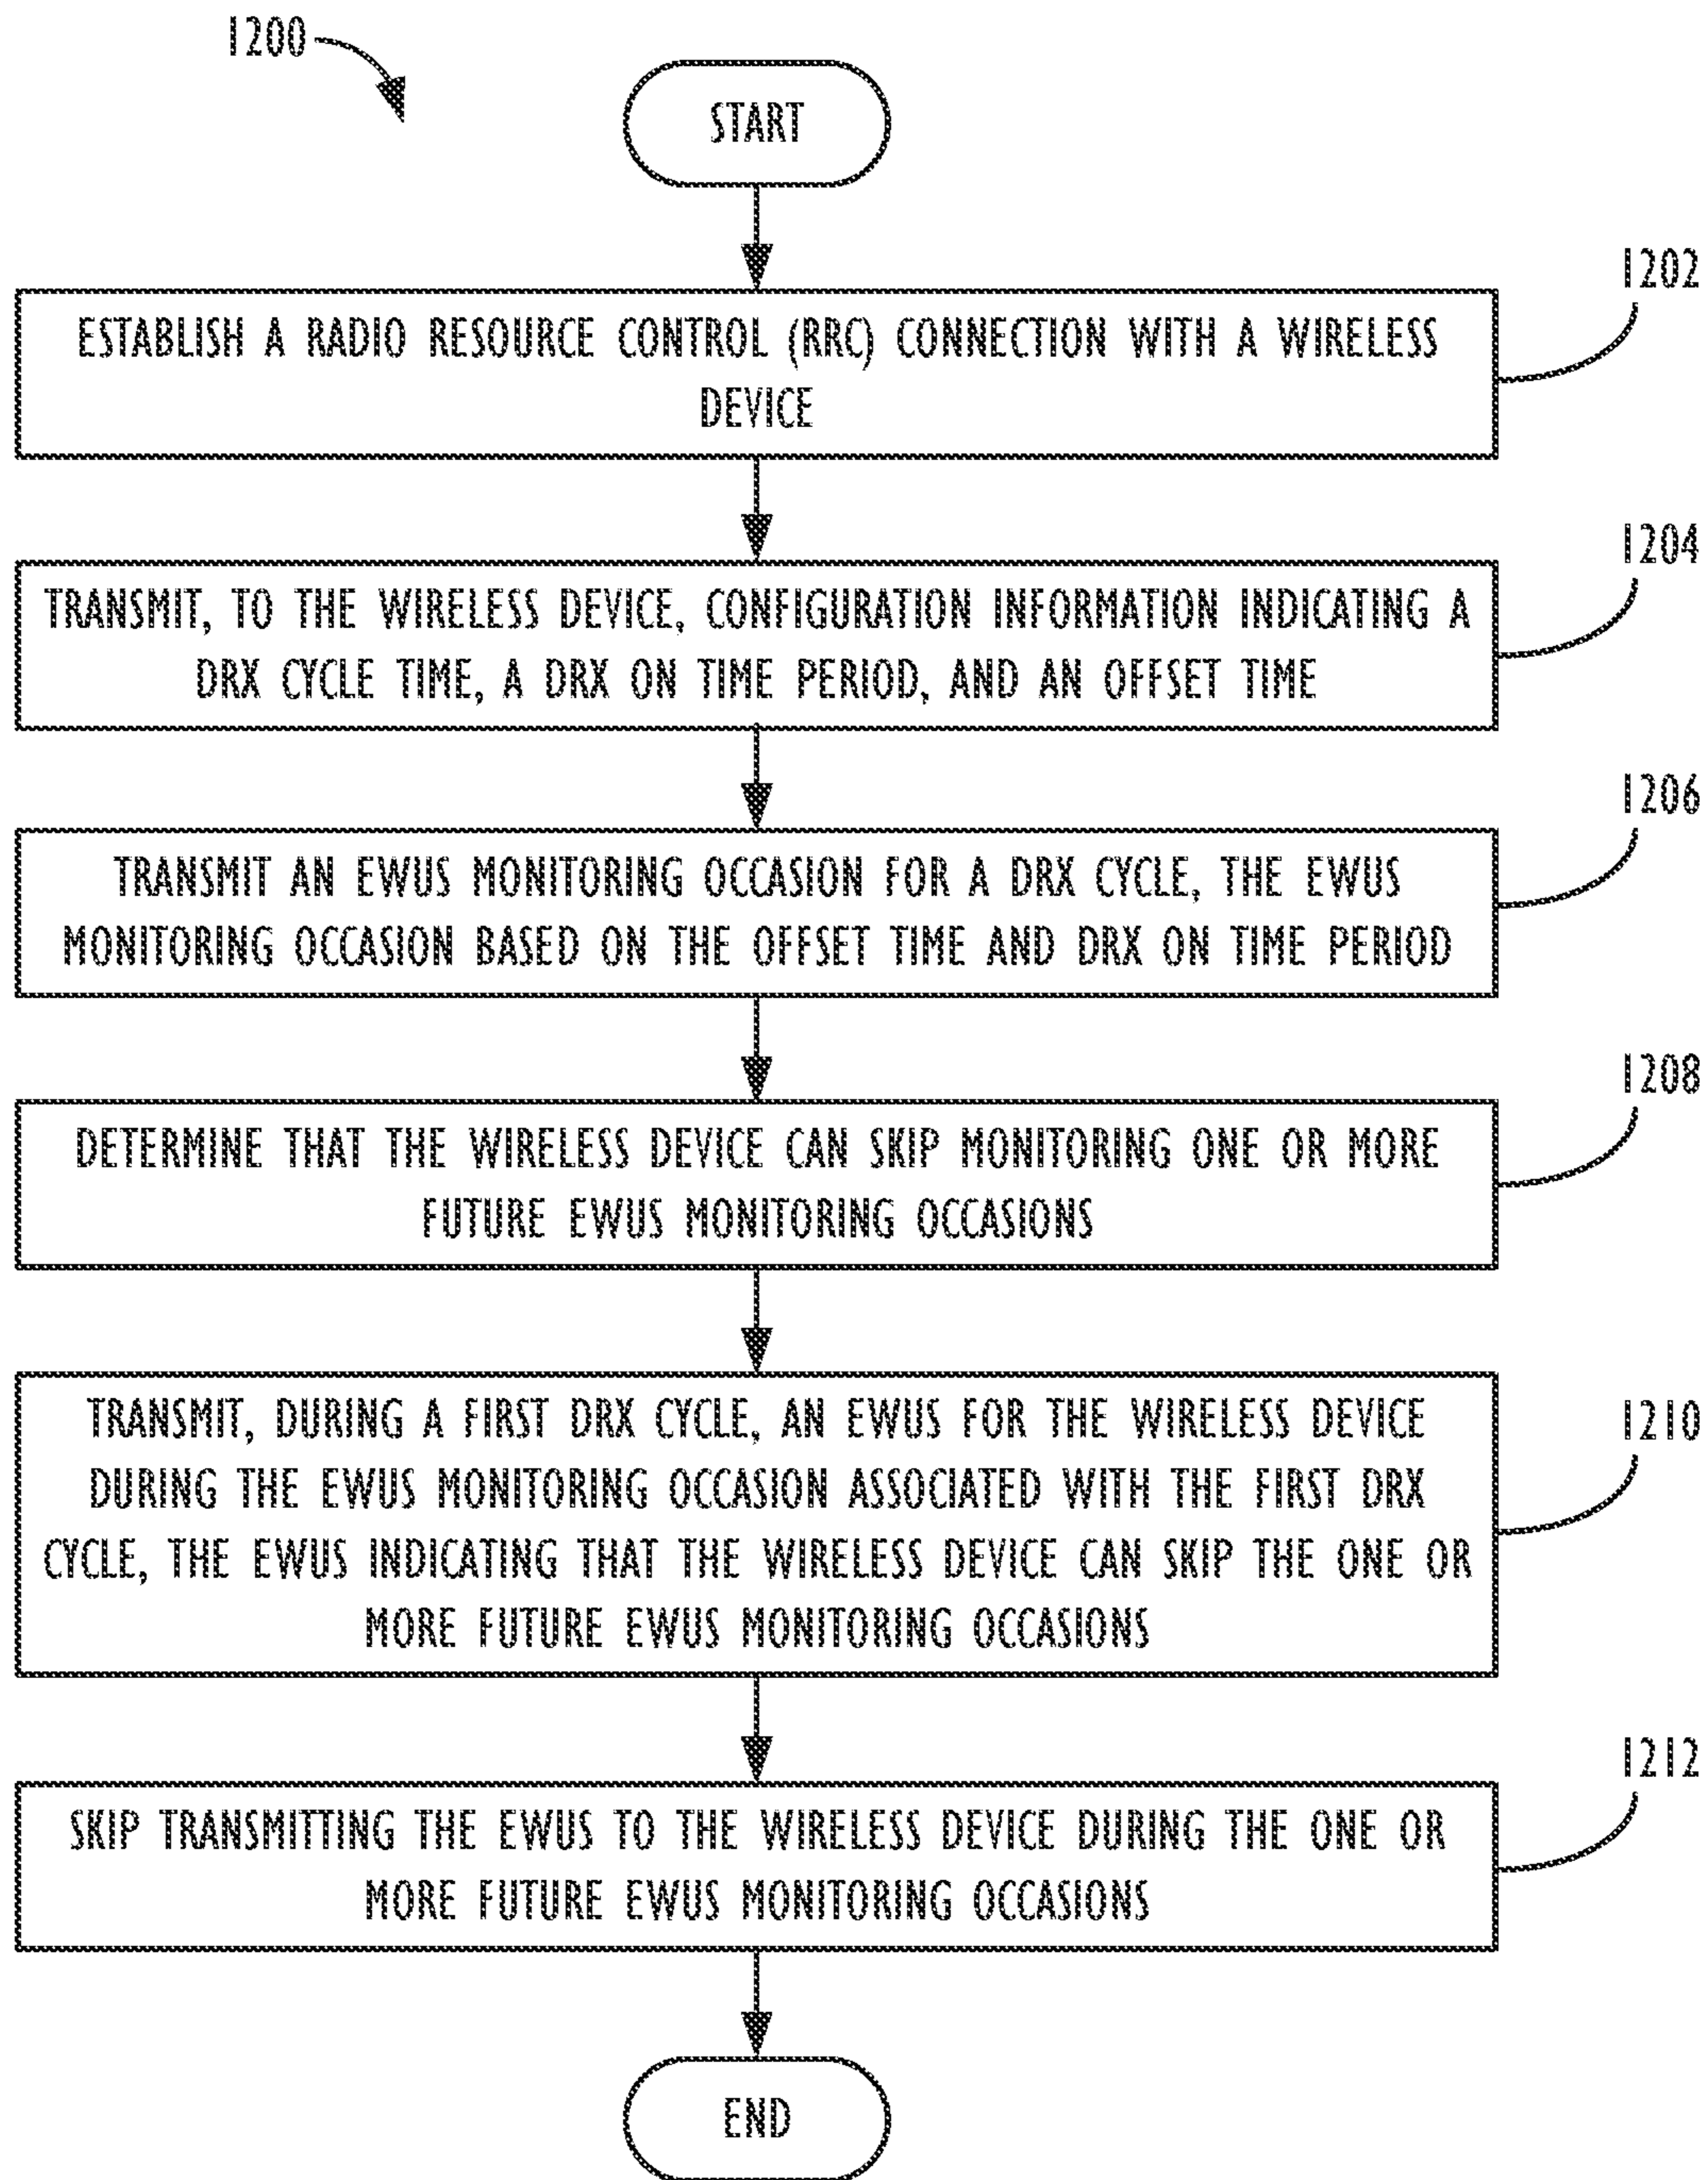 1200
START
1202
ESTABLISH A RADIO RESOURCE CONTROL (RRC) CONNECTION WITH A WIRELESS
DEVICE
1204
TRANSMIT, TO THE WIRELESS DEVICE, CONFIGURATION INFORMATION INDICATING A
DRX CYCLE TIME, A DRX ON TIME PERIOD, AND AN OFFSET TIME
1206
TRANSMIT AN EWUS MONITORING OCCASION FOR A DRX CYCLE, THE EWUS
MONITORING OCCASION BASED ON THE OFFSET TIME AND DRX ON TIME PERIOD
1208
DETERMINE THAT THE WIRELESS DEVICE CAN SKIP MONITORING ONE OR MORE
FUTURE EWUS MONITORING OCCASIONS
1210
TRANSMIT, DURING A FIRST DRX CYCLE, AN EWUS FOR THE WIRELESS DEVICE
DURING THE EWUS MONITORING OCCASION ASSOCIATED WITH THE FIRST DRX
CYCLE, THE EWUS INDICATING THAT THE WIRELESS DEVICE CAN SKIP THE ONE OR
MORE FUTURE EWUS MONITORING OCCASIONS
1212
SKIP TRANSMITTING THE EWUS TO THE WIRELESS DEVICE DURING THE ONE OR
MORE FUTURE EWUS MONITORING OCCASIONS
END